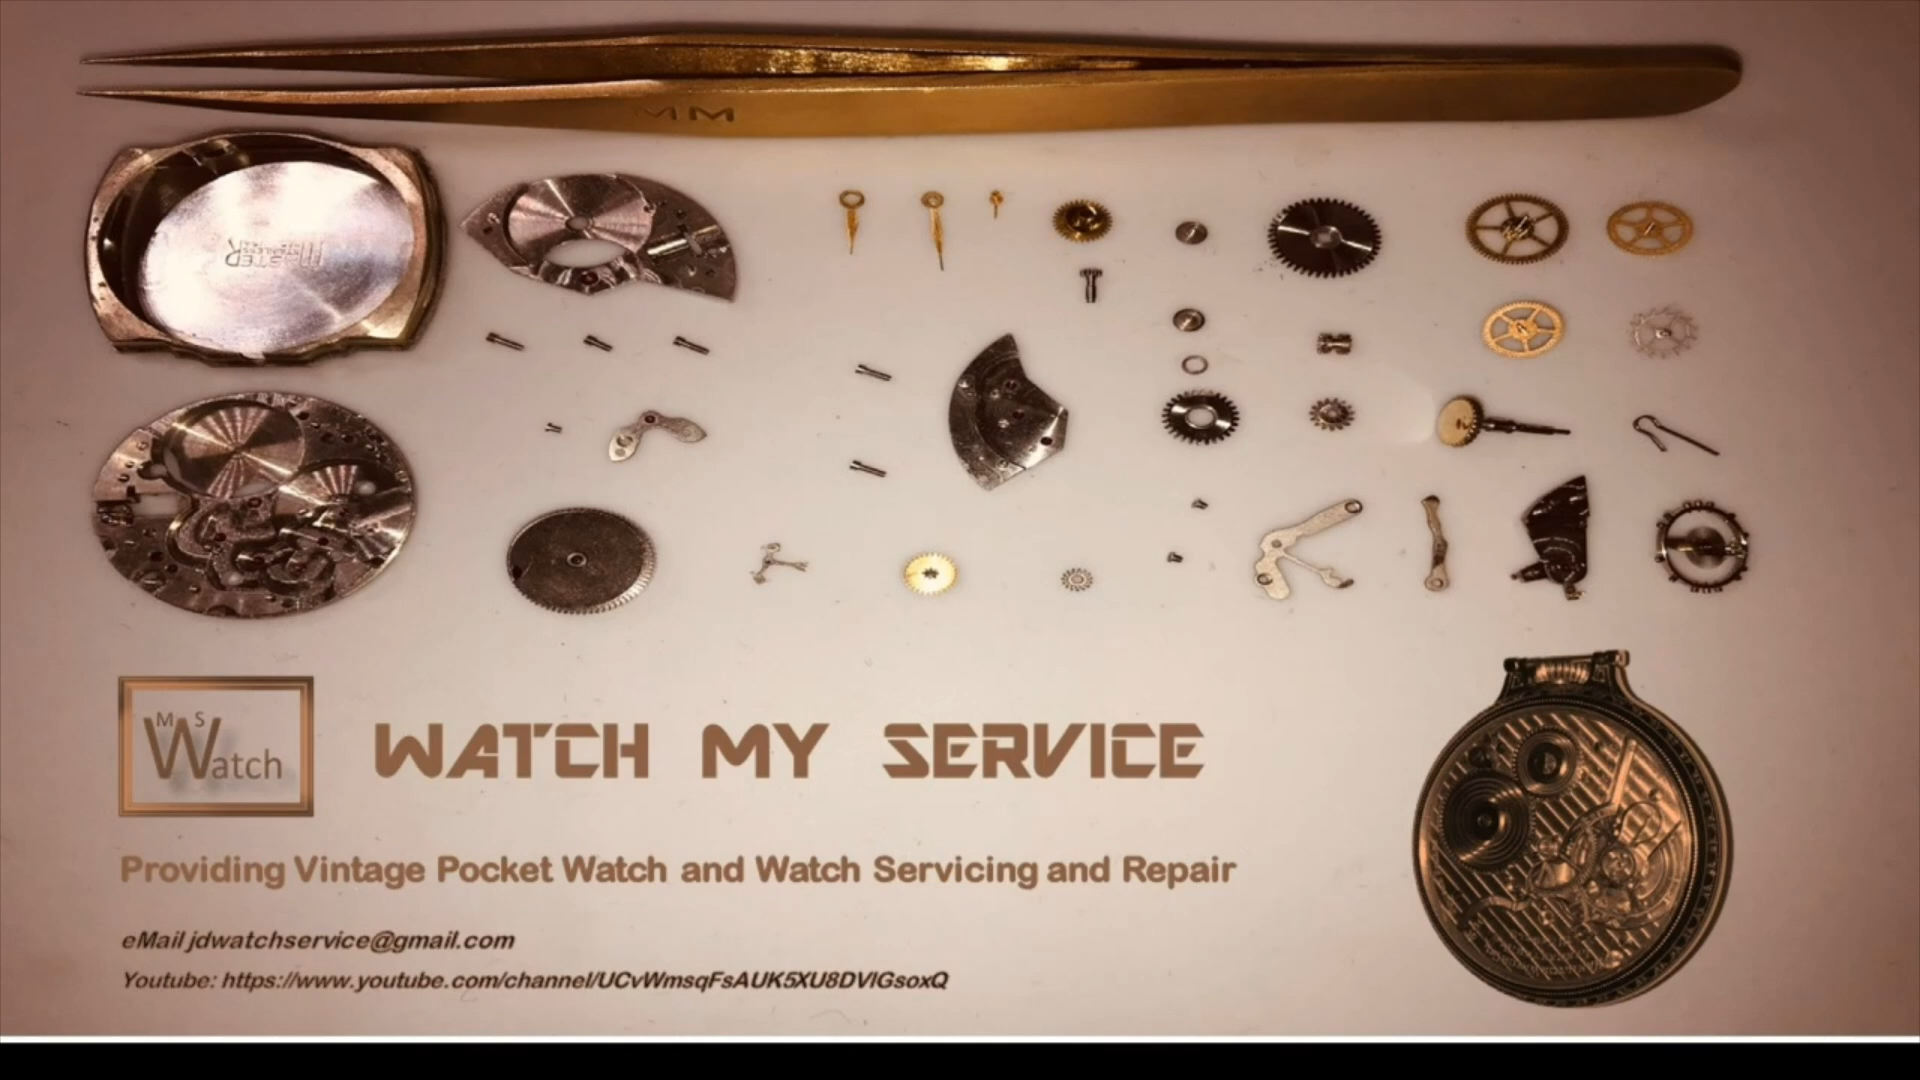 MM
M S
Watch
WATCH MY SERVICE
Providing Vintage Pocket Watch and Watch Servicing and Repair
eMail jdwatchservice@gmail.com
Youtube: https://www.youtube.com/channel/UCvWmsqFsAUK5XU8DVlGsoxQ